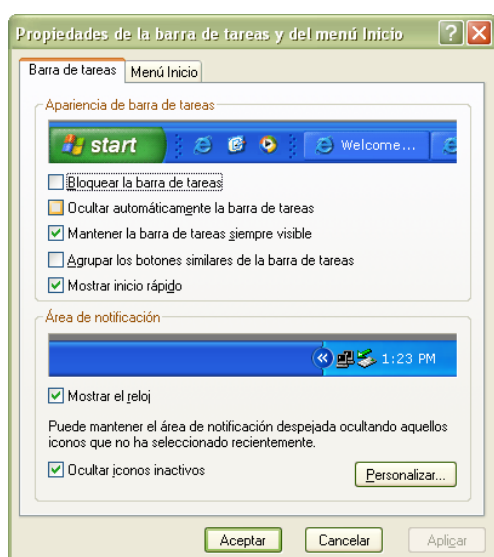 Propiedades de la barra de tareas y del menú Inicio
Barra de tareas
Menú Inicio
Apariencia de barra de tareas
start
Welcome...
Bloquear la barra de tareas
Ocultar automáticamente la barra de tareas
Mantener la barra de tareas siempre visible
Agrupar los botones similares de la barra de tareas
Mostrar inicio rápido
Área de notificación
1:23 PM
Mostrar el reloj
Puede mantener el área de notificación despejada ocultando aquellos
iconos que no ha seleccionado recientemente.
Ocultar iconos inactivos
Personalizar...
Aceptar
Cancelar
Aplicar